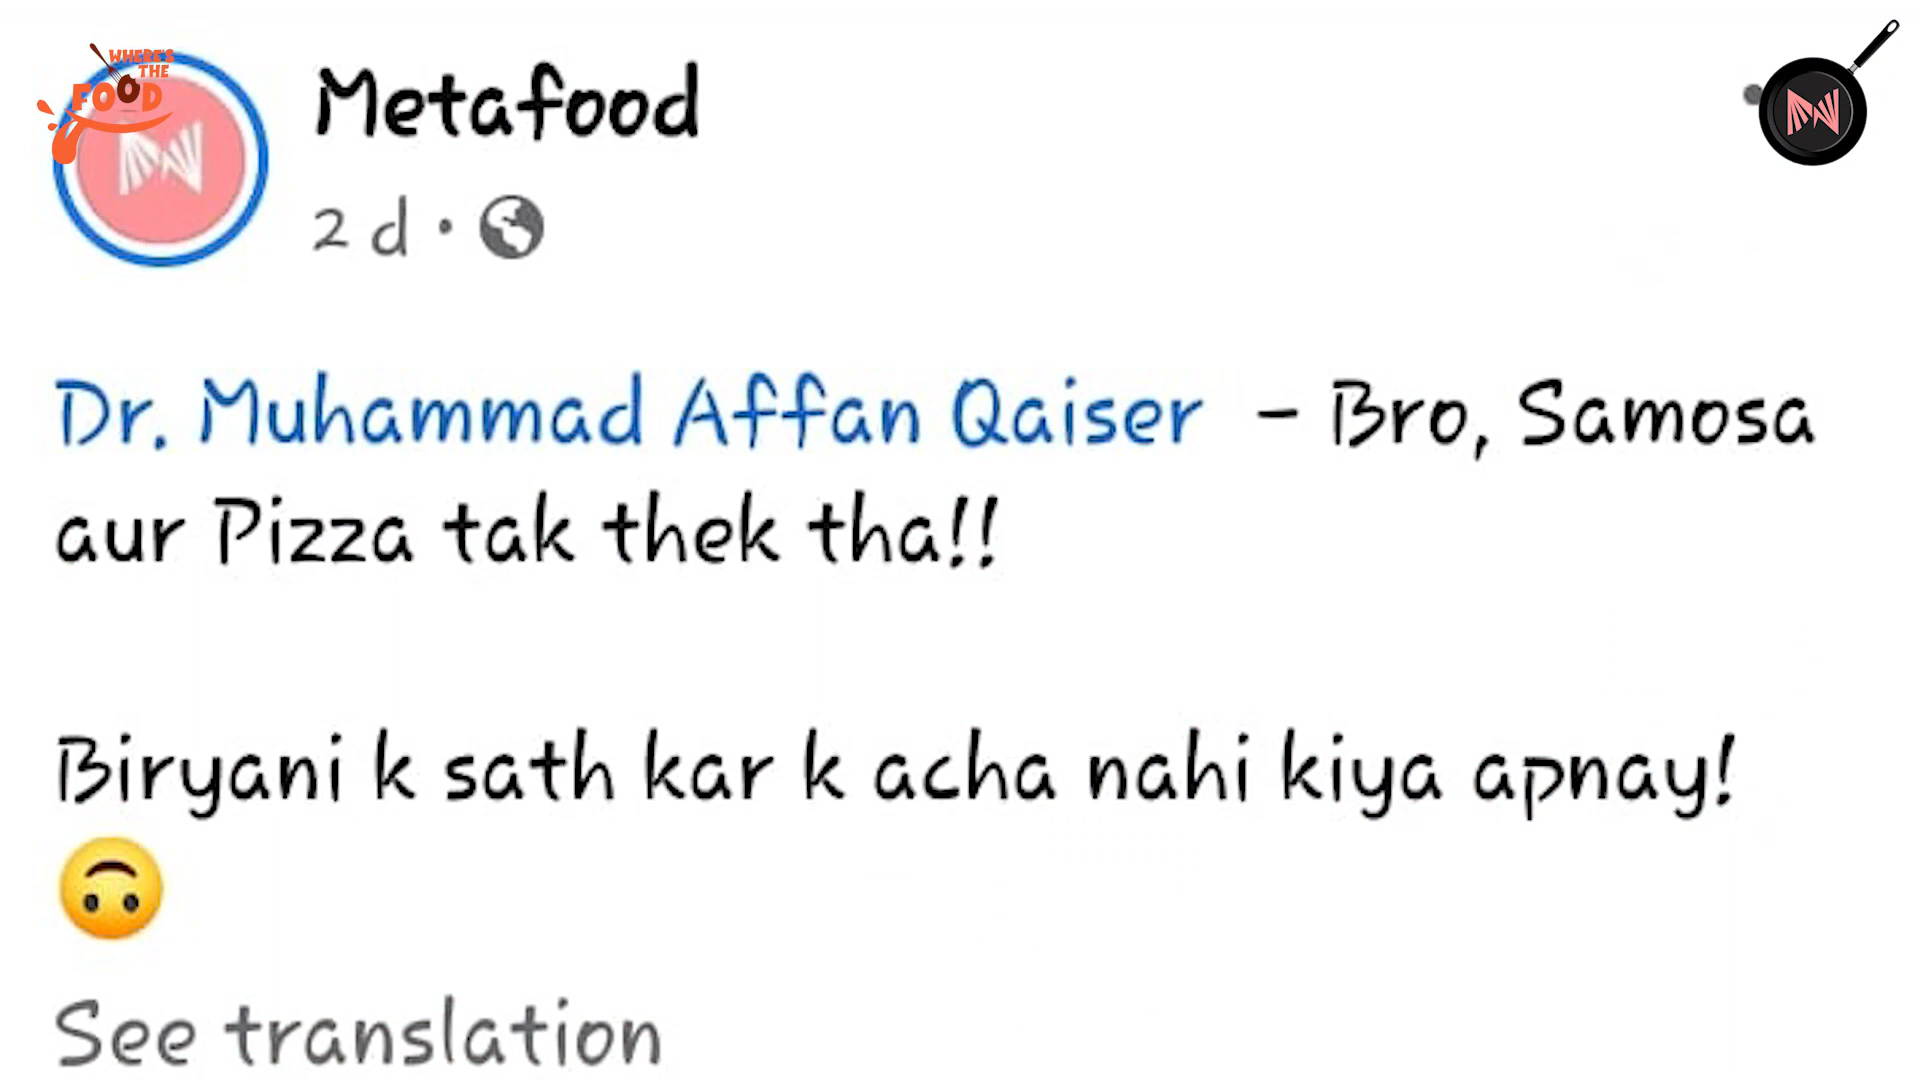 WHERE'S
THE
FOOD
Metafood
2 d •
Dr. Muhammad Affan Qaiser - Bro, Samosa
aur Pizza tak thek tha!!
Biryani k sath kar k acha nahi kiya apnay!
🙃
See translation